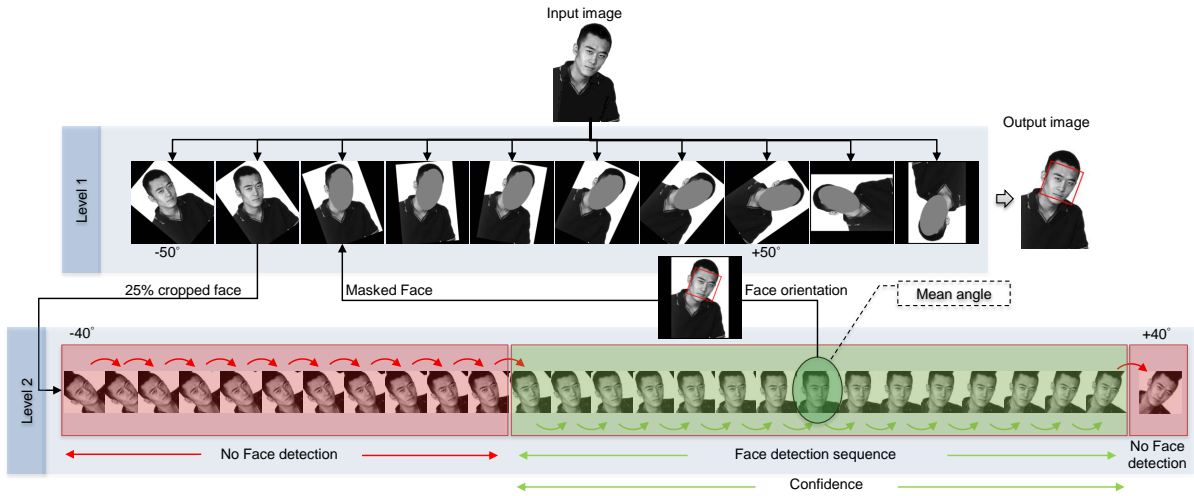 Input image
Output image
Level 1
-50°
+50°
25% cropped face
Masked Face
Face orientation
Mean angle
-40°
+40°
Level 2
No Face detection
Face detection sequence
No Face
detection
Confidence